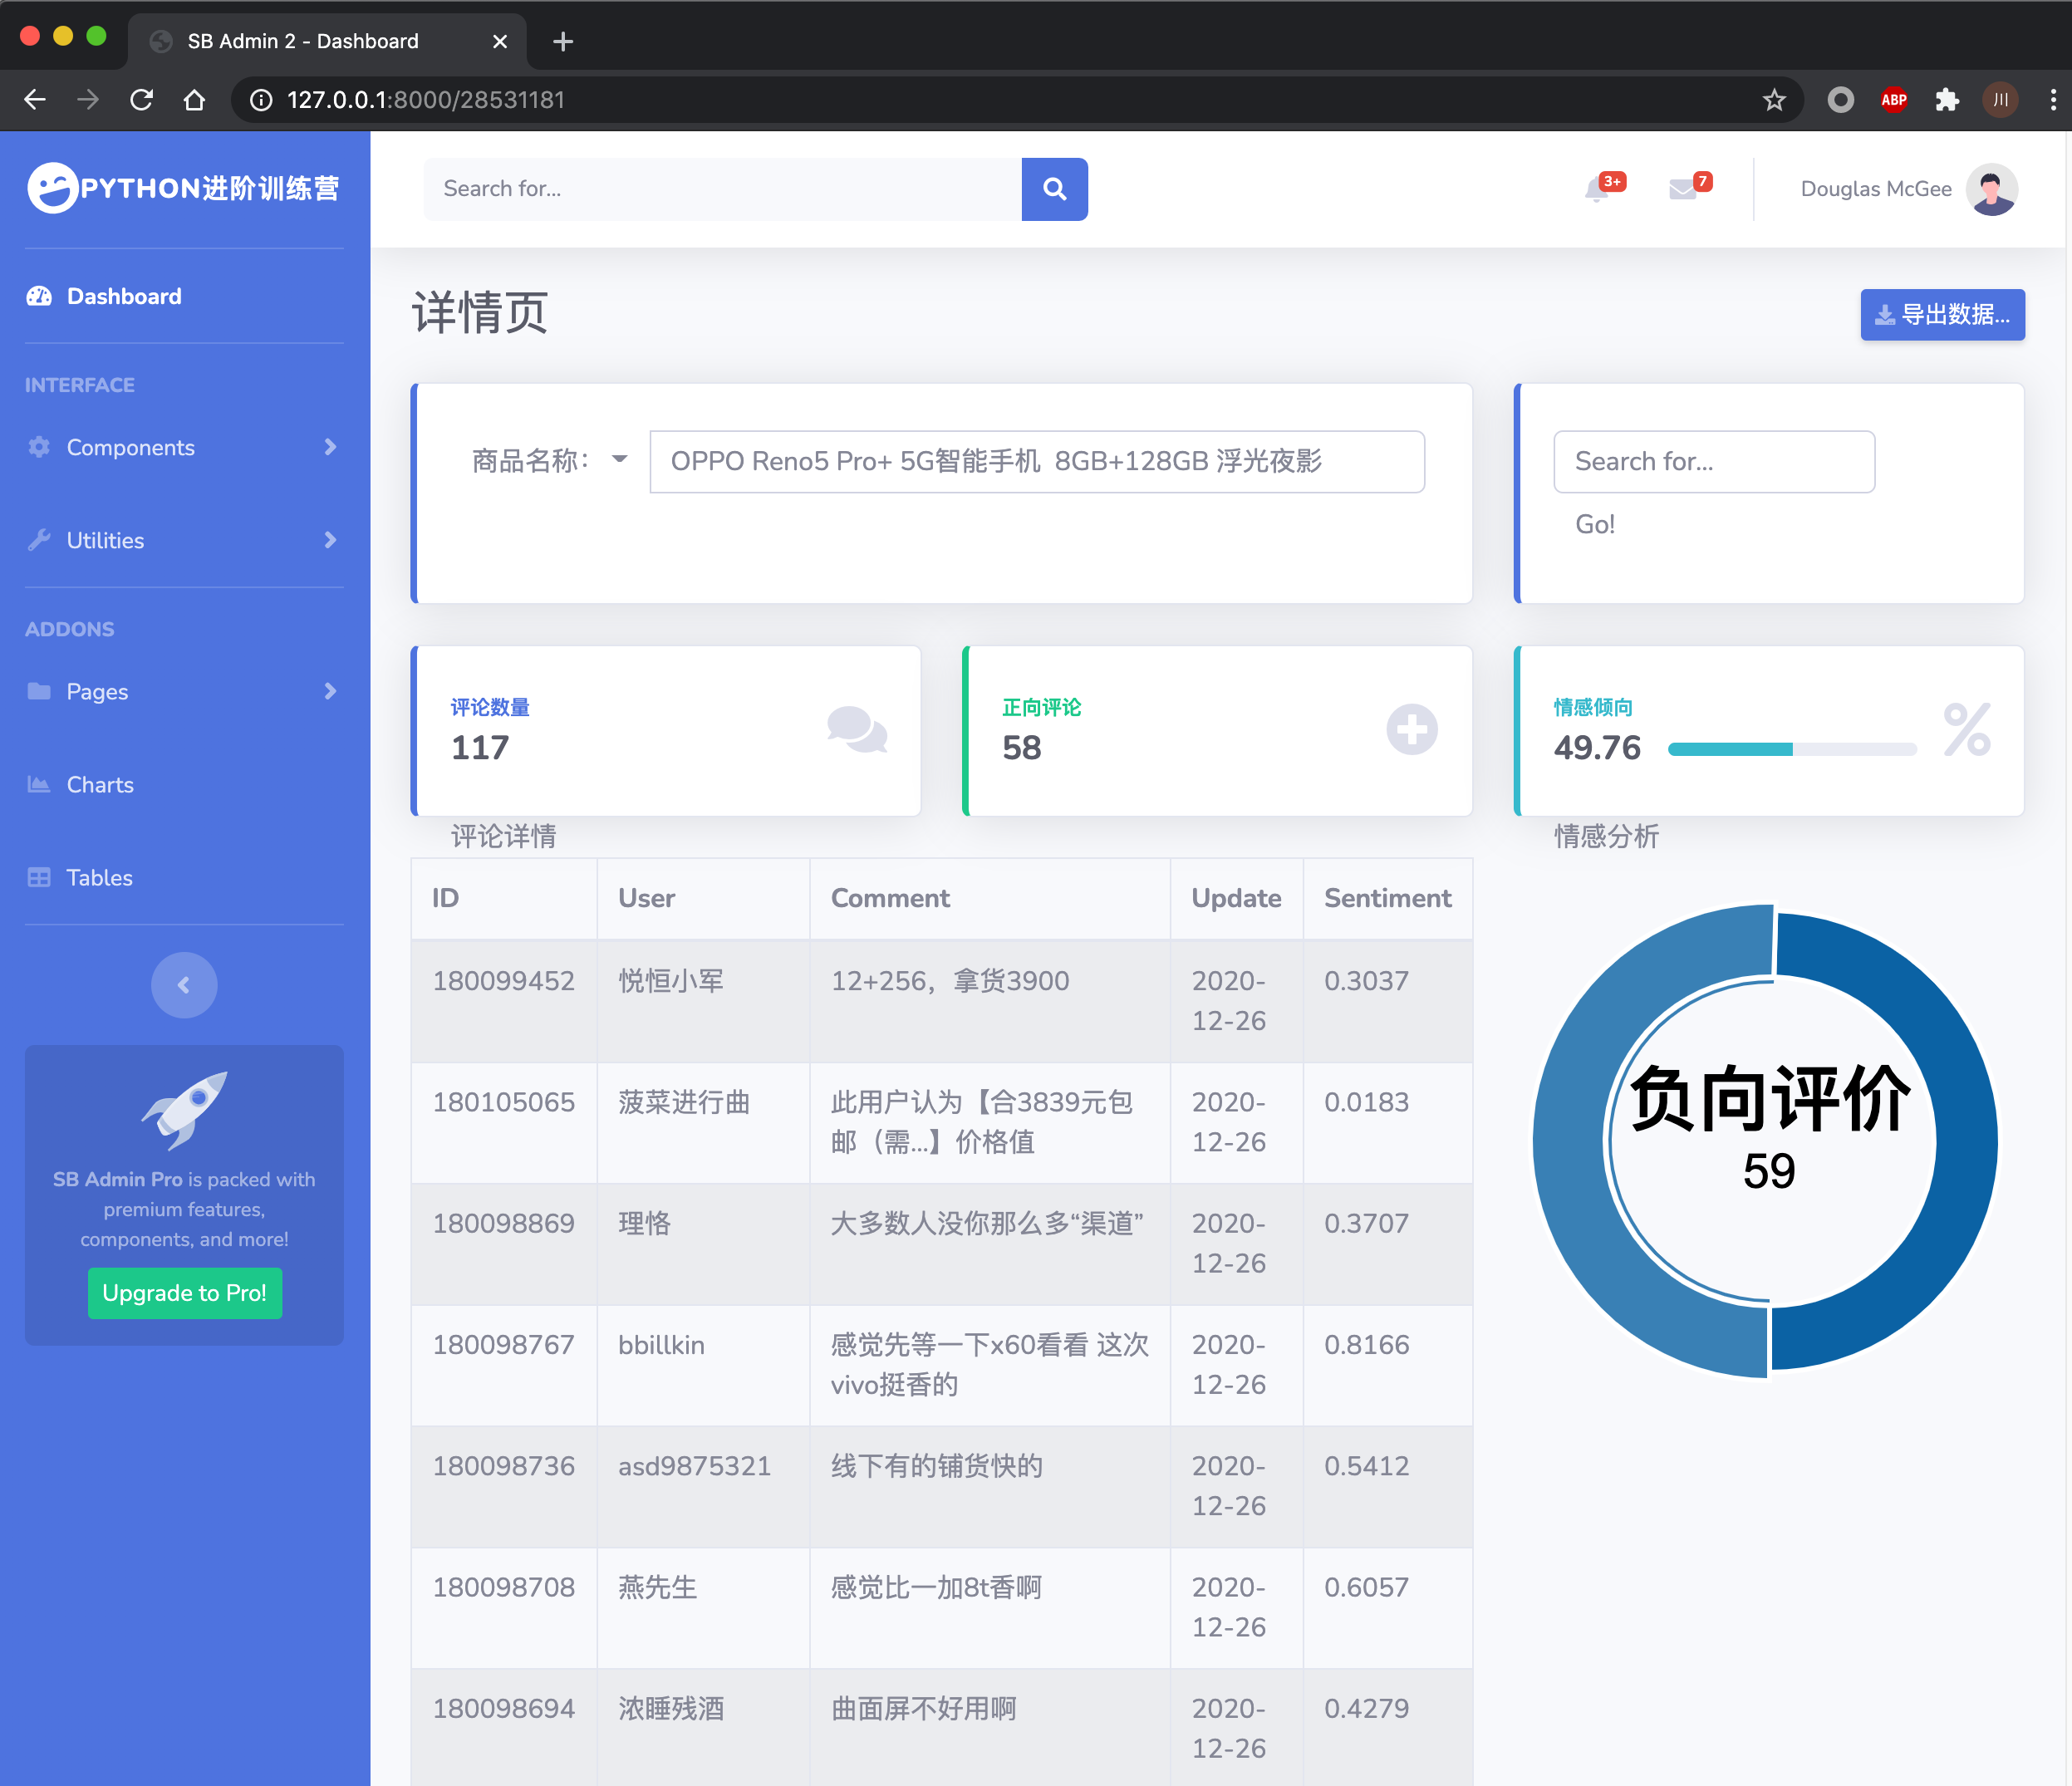 SB Admin 2 - Dashboard
127.0.0.1:8000/28531181
ABP
川
PYTHON进阶训练营
Search for...
3+
7
Douglas McGee
Dashboard
INTERFACE
Components
Utilities
ADDONS
Pages
Charts
Tables
SB Admin Pro is packed with
premium features,
components, and more!
Upgrade to Pro!
详情页
导出数据...
商品名称：
OPPO Reno5 Pro+ 5G智能手机 8GB+128GB 浮光夜影
Search for...
Go!
评论数量
117
正向评论
58
情感倾向
49.76
评论详情
情感分析
ID User Comment Update Sentiment
180099452 悦恒小军 12+256，拿货3900 2020- 0.3037
12-26
180105065 菠菜进行曲 此用户认为【合3839元包 2020- 0.0183
邮（需...】价格值 12-26
180098869 理恪 大多数人没你那么多“渠道” 2020- 0.3707
12-26
180098767 bbillkin 感觉先等一下x60看看 这次 2020- 0.8166
vivo挺香的 12-26
180098736 asd9875321 线下有的铺货快的 2020- 0.5412
12-26
180098708 燕先生 感觉比一加8t香啊 2020- 0.6057
12-26
180098694 浓睡残酒 曲面屏不好用啊 2020- 0.4279
12-26
负向评价
59